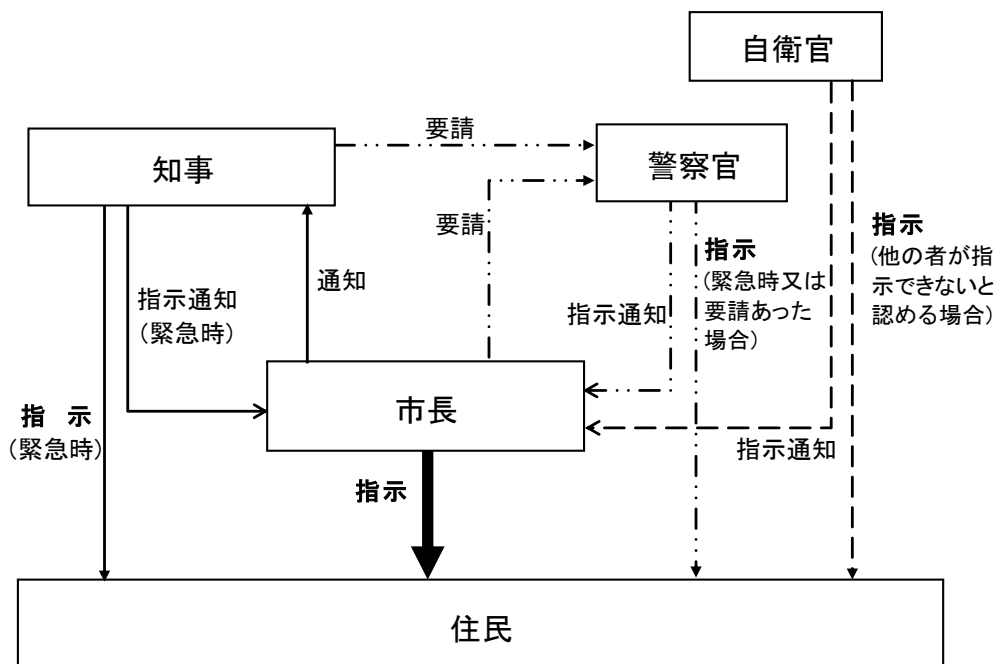 自衛官
知事
要請
警察官
要請
通知
指示通知
(緊急時)
指示
(緊急時又は
要請あった
場合)
指示
(他の者が指
示できないと
認める場合)
指示通知
指 示
(緊急時)
市長
指示通知
指示
住民